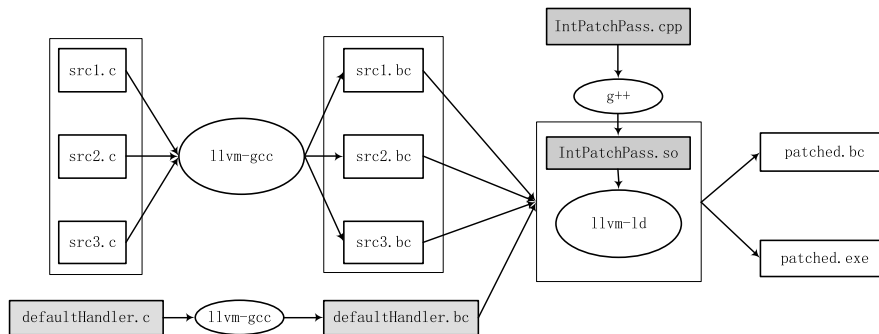 IntPatchPass.cpp
src1.c
src1.bc
g++
src2.c
llvm-gcc
src2.bc
IntPatchPass.so
patched.bc
src3.c
src3.bc
llvm-ld
patched.exe
defaultHandler.c
llvm-gcc
defaultHandler.bc